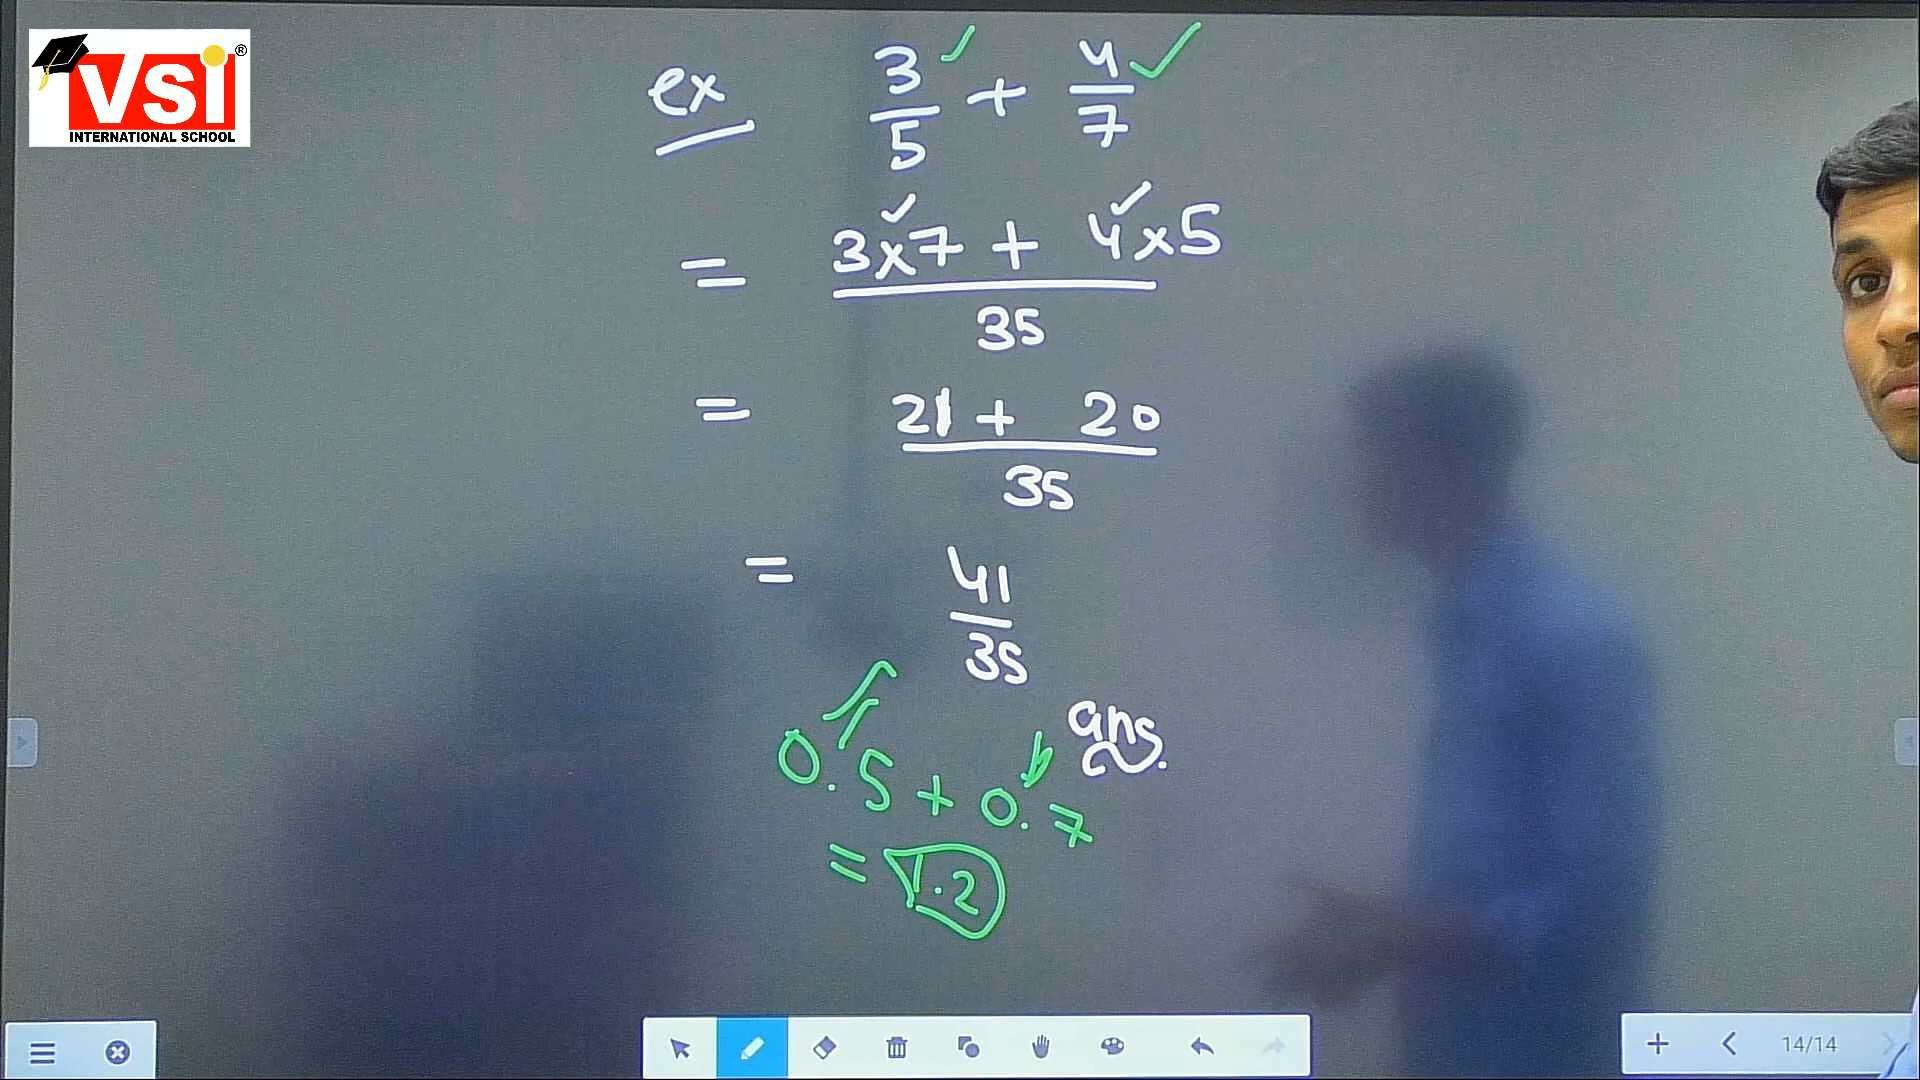 VSI®
INTERNATIONAL SCHOOL
ex 3/5 + 4/7
= 3x7 + 4x5 / 35
= 21 + 20 / 35
= 41/35
ans.
0.5 + 0.7
= 1.2
14/14